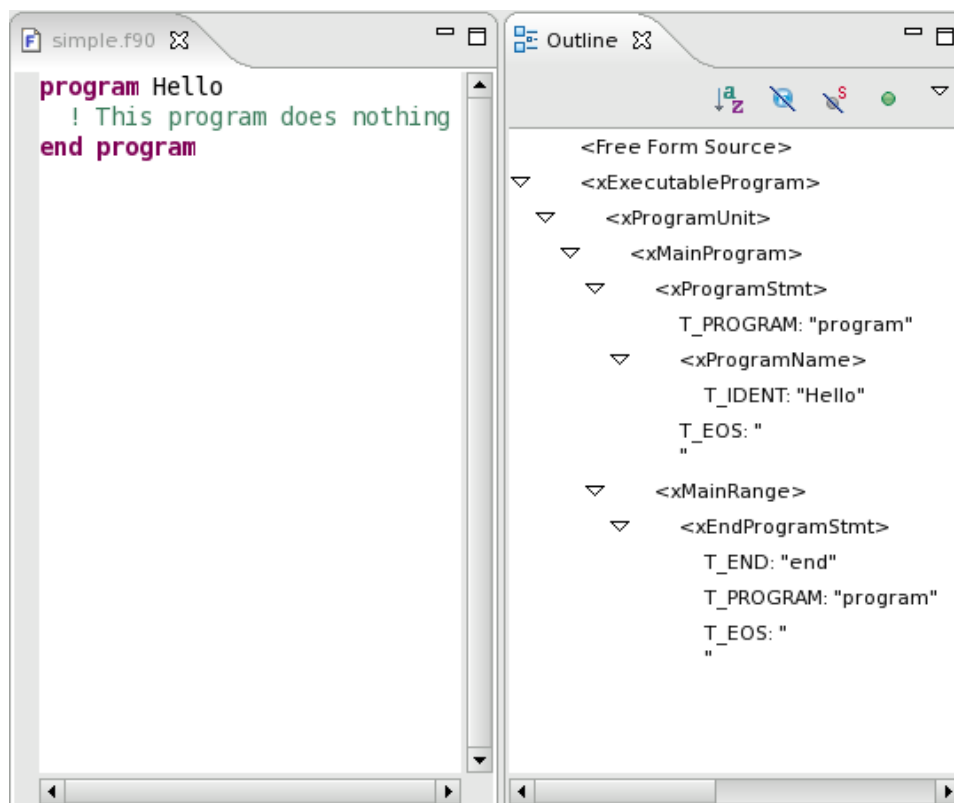 simple.f90
program Hello
! This program does nothing
end program
Outline
<Free Form Source>
<xExecutableProgram>
<xProgramUnit>
<xMainProgram>
<xProgramStmt>
T_PROGRAM: "program"
<xProgramName>
T_IDENT: "Hello"
T_EOS: "
"
<xMainRange>
<xEndProgramStmt>
T_END: "end"
T_PROGRAM: "program"
T_EOS: "
"